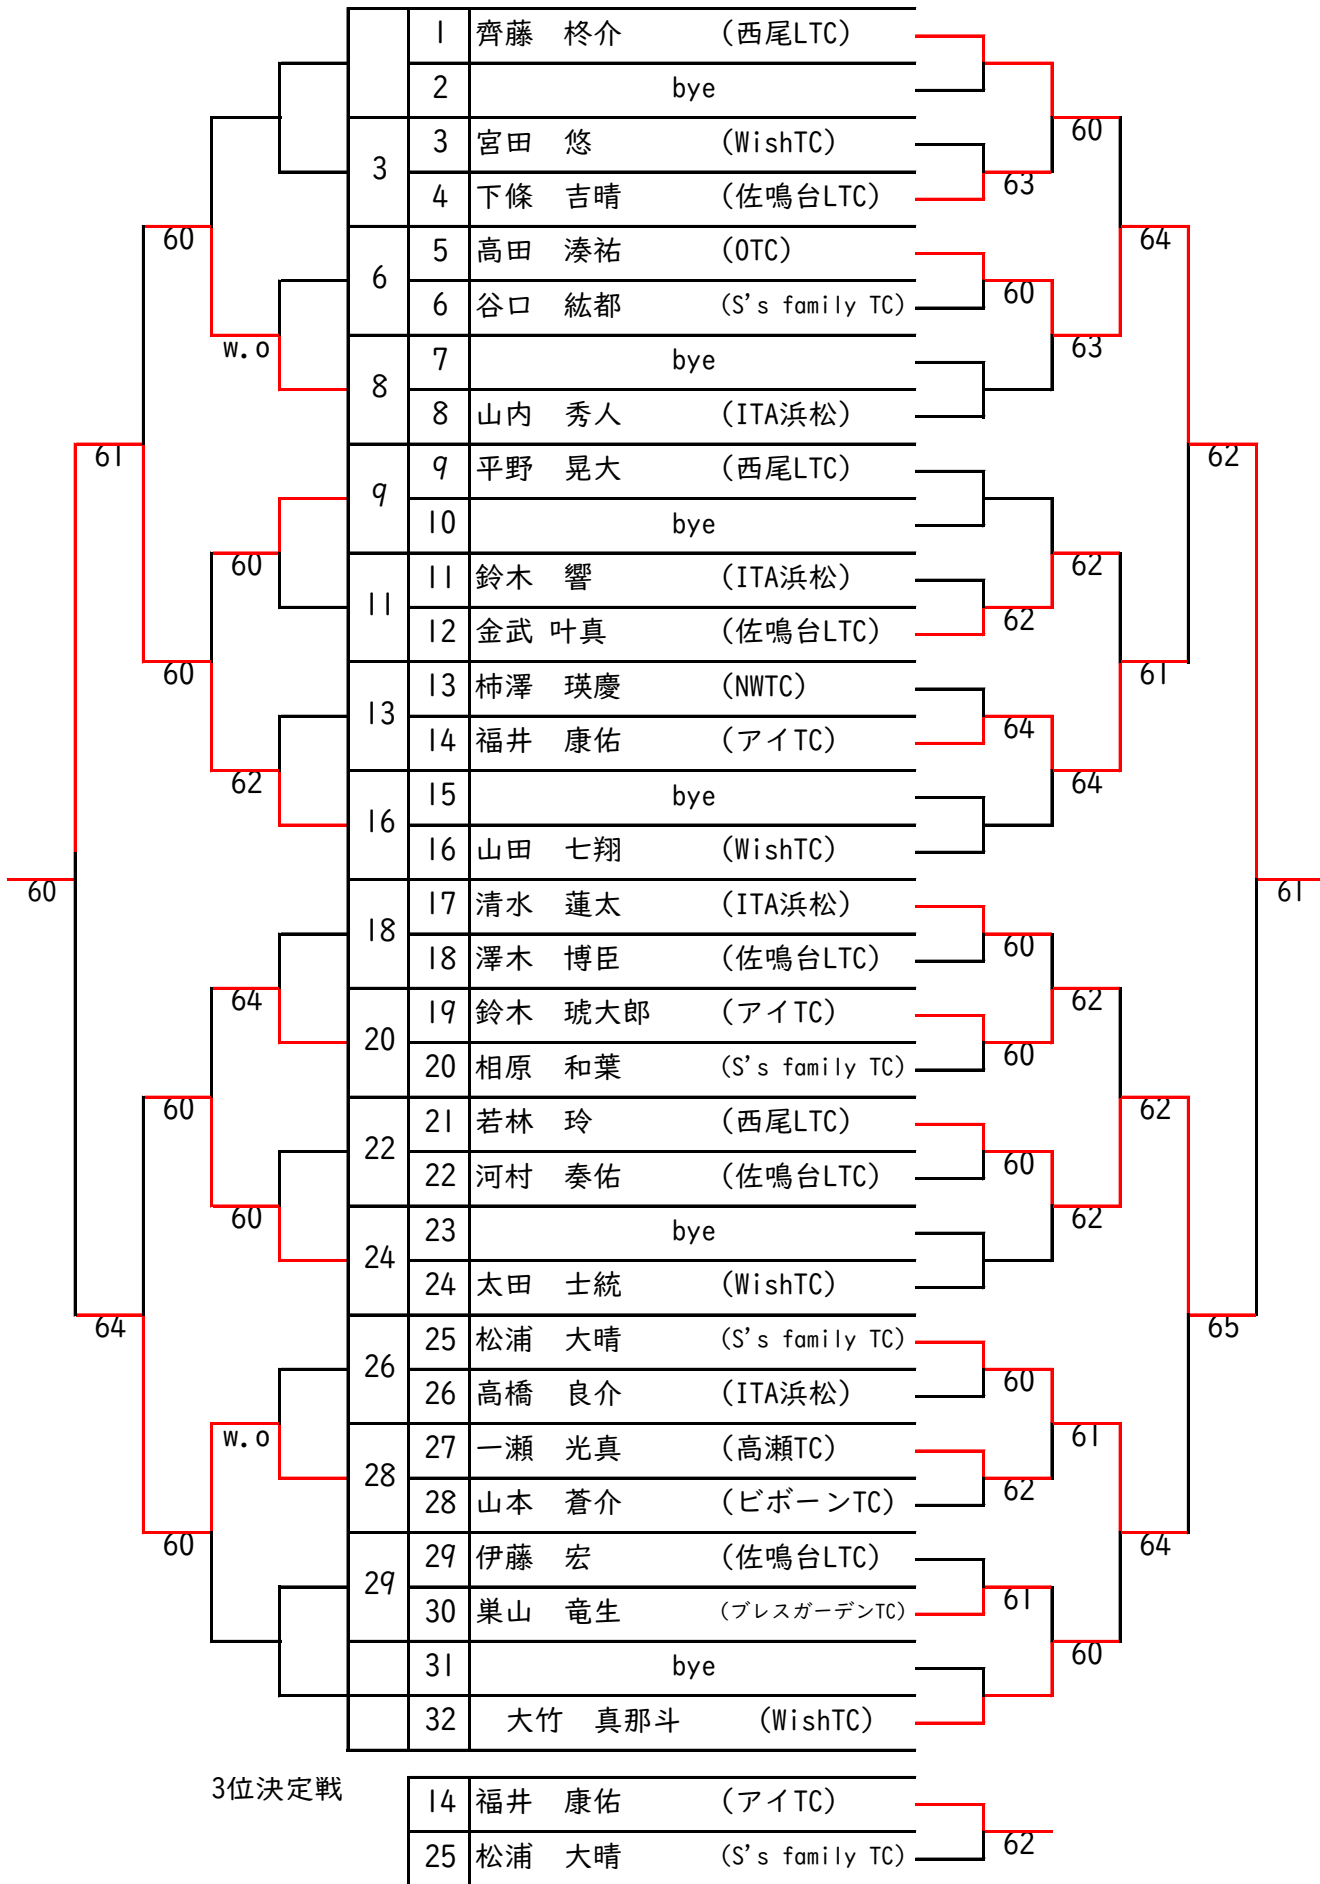 1 齊藤　柊介 (西尾LTC)
2 bye
60
3 宮田　悠 (WishTC)
3
63
4 下條　吉晴 (佐鳴台LTC)
60
64
5 高田　湊祐 (OTC)
6
60
6 谷口　紘都 (S's family TC)
w.o
63
7 bye
8
8 山内　秀人 (ITA浜松)
61
62
9 平野　晃大 (西尾LTC)
9
10 bye
60
62
11 鈴木　響 (ITA浜松)
11
62
12 金武 叶真 (佐鳴台LTC)
60
61
13 柿澤　瑛慶 (NWTC)
13
64
14 福井　康佑 (アイTC)
62
64
15 bye
16
16 山田　七翔 (WishTC)
60
61
17 清水　蓮太 (ITA浜松)
18
60
18 澤木　博臣 (佐鳴台LTC)
64
62
19 鈴木　琥大郎 (アイTC)
20
60
20 相原　和葉 (S's family TC)
60
62
21 若林　玲 (西尾LTC)
22
60
22 河村　奏佑 (佐鳴台LTC)
60
62
23 bye
24
24 太田　士統 (WishTC)
64
65
25 松浦　大晴 (S's family TC)
26
60
26 高橋　良介 (ITA浜松)
w.o
61
27 一瀬　光真 (高瀬TC)
28
62
28 山本　蒼介 (ビボーンTC)
60
64
29 伊藤　宏 (佐鳴台LTC)
29
61
30 巣山　竜生 (ブレスガーデンTC)
60
31 bye
32 大竹　真那斗 (WishTC)
3位決定戦
14 福井　康佑 (アイTC)
62
25 松浦　大晴 (S's family TC)